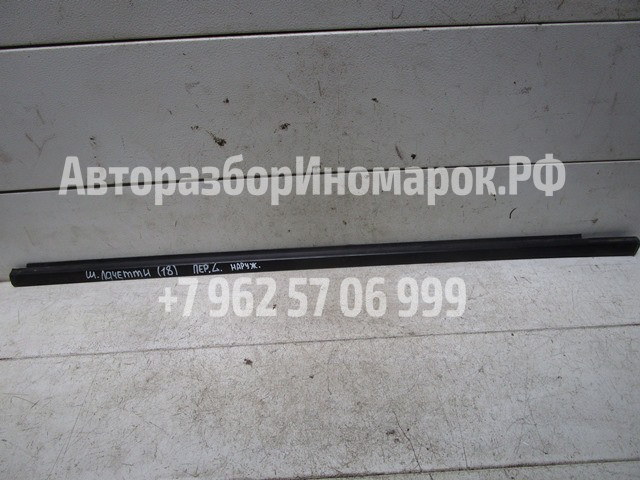 АвторазборИномарок.РФ
ш. Лачетти (18) ПЕР. L. НАРУЖ.
+7 962 57 06 999